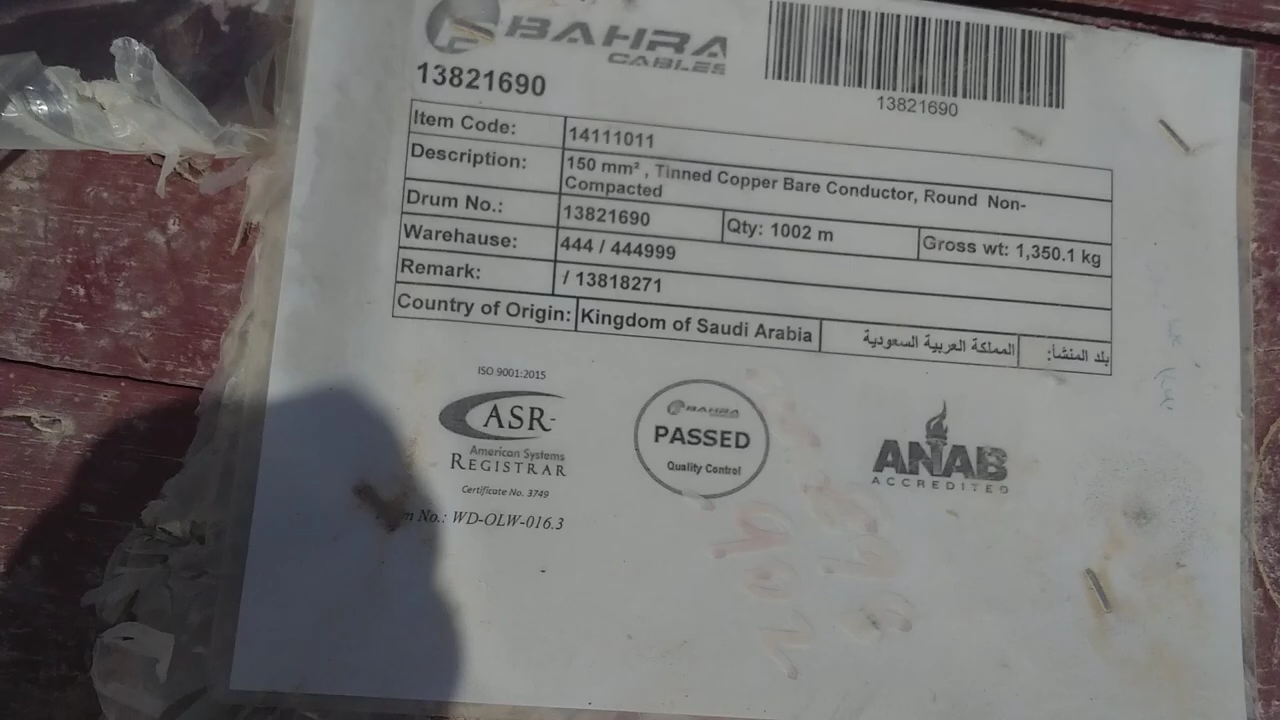 BAHRA
CABLES
13821690
13821690
Item Code: 14111011
Description: 150 mm² , Tinned Copper Bare Conductor, Round Non-
Compacted
Drum No.: 13821690 Qty: 1002 m Gross wt: 1,350.1 kg
Warehause: 444 / 444999
Remark: / 13818271
Country of Origin: Kingdom of Saudi Arabia المملكة العربية السعودية بلد المنشأ:
ISO 9001:2015
ASR
American Systems
REGISTRAR
Certificate No. 3749
BAHRA
PASSED
Quality Control
ANAB
ACCREDITED
No.: WD-OLW-016.3